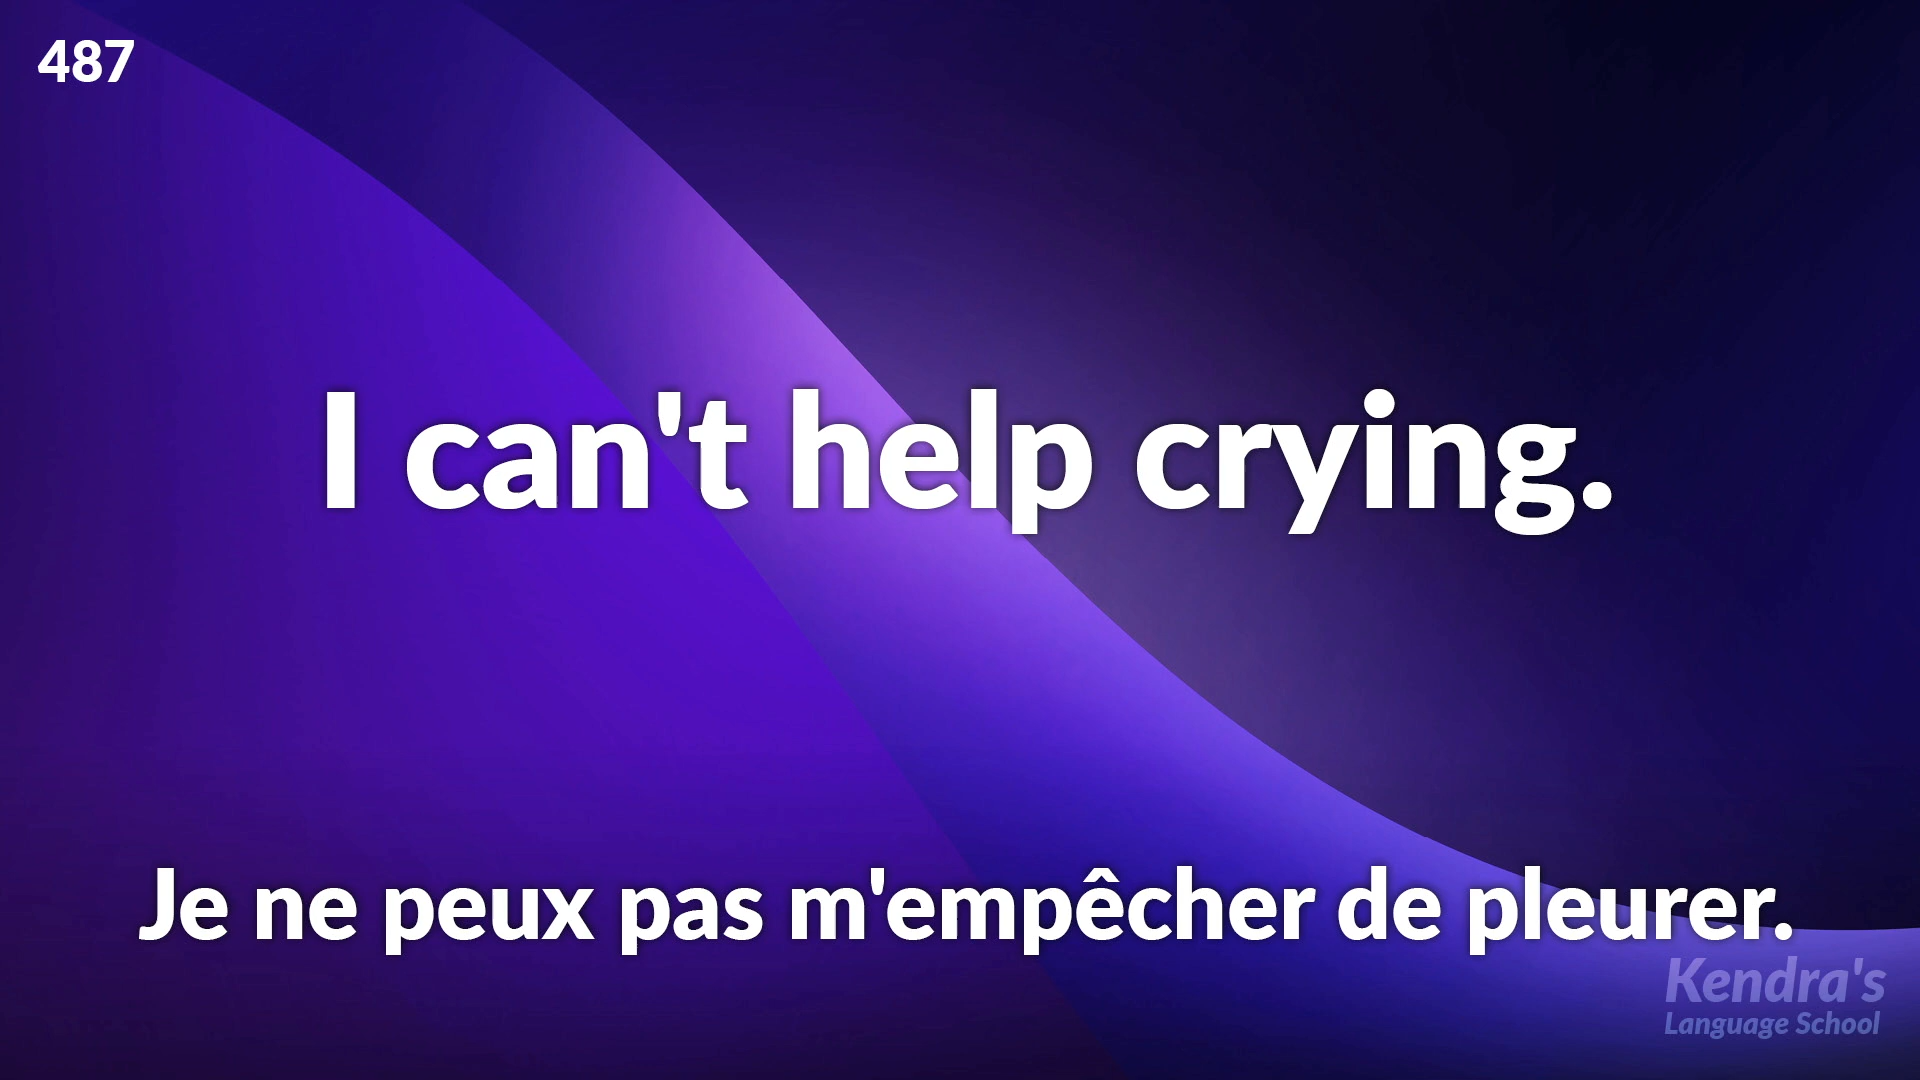 487
I can't help crying.
Je ne peux pas m'empêcher de pleurer.
Kendra's
Language School